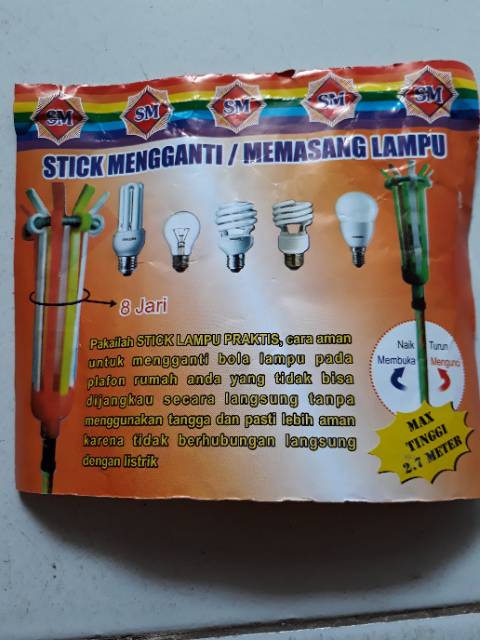 SM SM SM SM SM
STICK MENGGANTI / MEMASANG LAMPU
8 Jari
Pakailah STICK LAMPU PRAKTIS, cara aman
untuk mengganti bola lampu pada
plafon rumah anda yang tidak bisa
dijangkau secara langsung tanpa
menggunakan tangga dan pasti lebih aman
karena tidak berhubungan langsung
dengan listrik
Naik Turun
Membuka Mengunci
MAX
TINGGI
2.7 METER